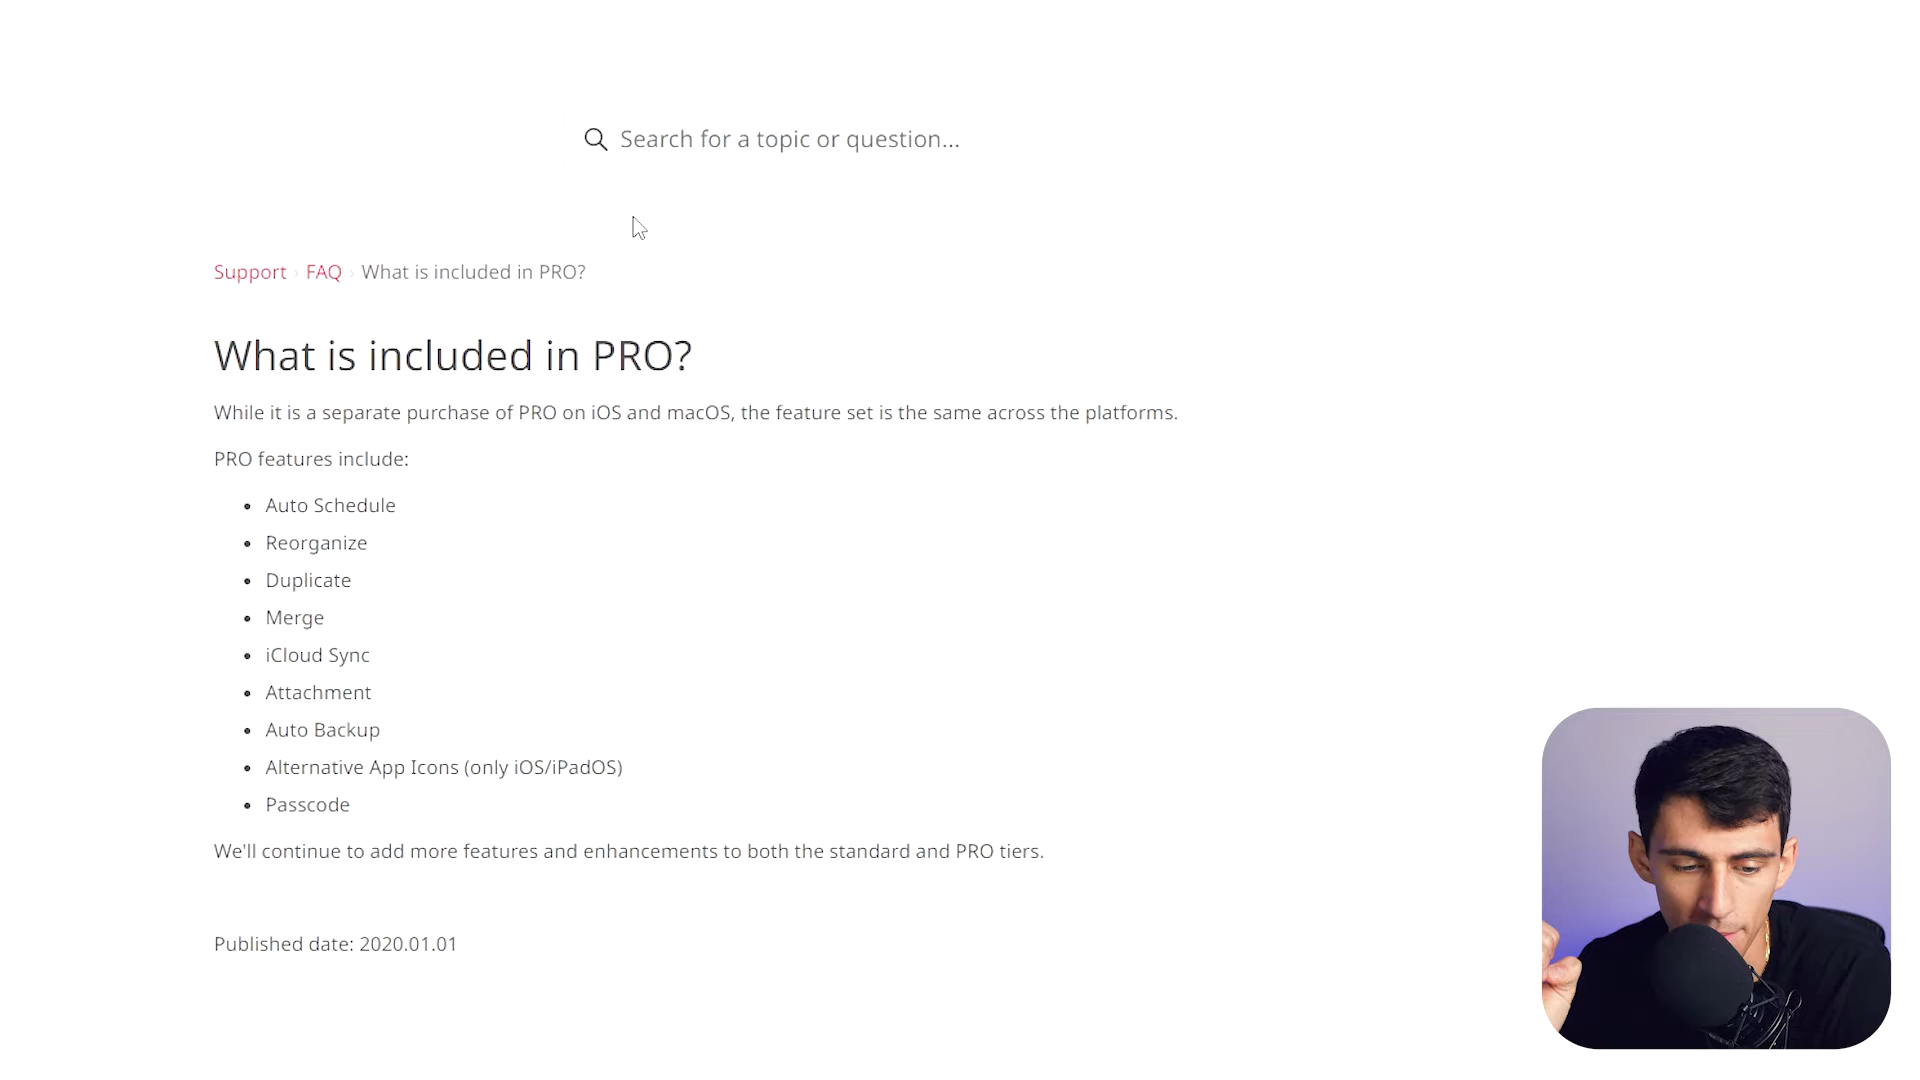 Search for a topic or question...
Support › FAQ › What is included in PRO?
What is included in PRO?
While it is a separate purchase of PRO on iOS and macOS, the feature set is the same across the platforms.
PRO features include:
• Auto Schedule
• Reorganize
• Duplicate
• Merge
• iCloud Sync
• Attachment
• Auto Backup
• Alternative App Icons (only iOS/iPadOS)
• Passcode
We'll continue to add more features and enhancements to both the standard and PRO tiers.
Published date: 2020.01.01